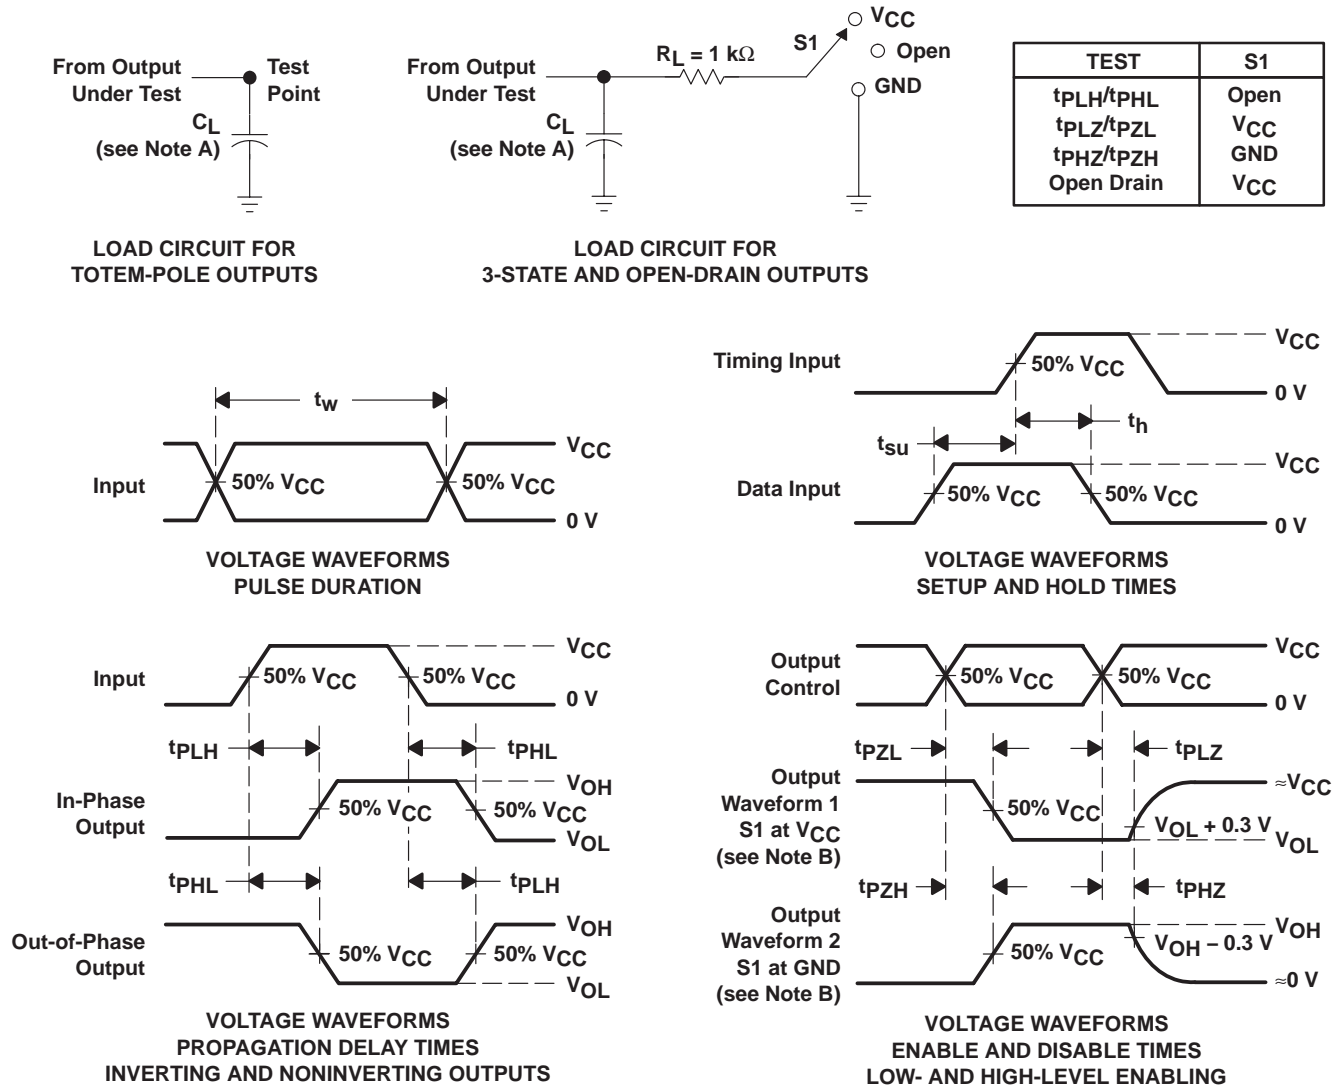 From Output
Under Test
Test
Point
CL
(see Note A)
LOAD CIRCUIT FOR
TOTEM-POLE OUTPUTS
From Output
Under Test
CL
(see Note A)
RL = 1 kΩ
S1
VCC
Open
GND
LOAD CIRCUIT FOR
3-STATE AND OPEN-DRAIN OUTPUTS
TEST S1
tPLH/tPHL Open
tPLZ/tPZL VCC
tPHZ/tPZH GND
Open Drain VCC
tw
Input
50% VCC
50% VCC
VCC
0 V
VOLTAGE WAVEFORMS
PULSE DURATION
Timing Input
50% VCC
VCC
0 V
tsu
th
Data Input
50% VCC
50% VCC
VCC
0 V
VOLTAGE WAVEFORMS
SETUP AND HOLD TIMES
Input
50% VCC
50% VCC
VCC
0 V
tPLH
tPHL
In-Phase
Output
50% VCC
50% VCC
VOH
VOL
tPHL
tPLH
Out-of-Phase
Output
50% VCC
50% VCC
VOH
VOL
VOLTAGE WAVEFORMS
PROPAGATION DELAY TIMES
INVERTING AND NONINVERTING OUTPUTS
Output
Control
50% VCC
50% VCC
VCC
0 V
tPZL
tPLZ
Output
Waveform 1
S1 at VCC
(see Note B)
50% VCC
≈VCC
VOL + 0.3 V
VOL
tPZH
tPHZ
Output
Waveform 2
S1 at GND
(see Note B)
50% VCC
VOH
VOH – 0.3 V
≈0 V
VOLTAGE WAVEFORMS
ENABLE AND DISABLE TIMES
LOW- AND HIGH-LEVEL ENABLING